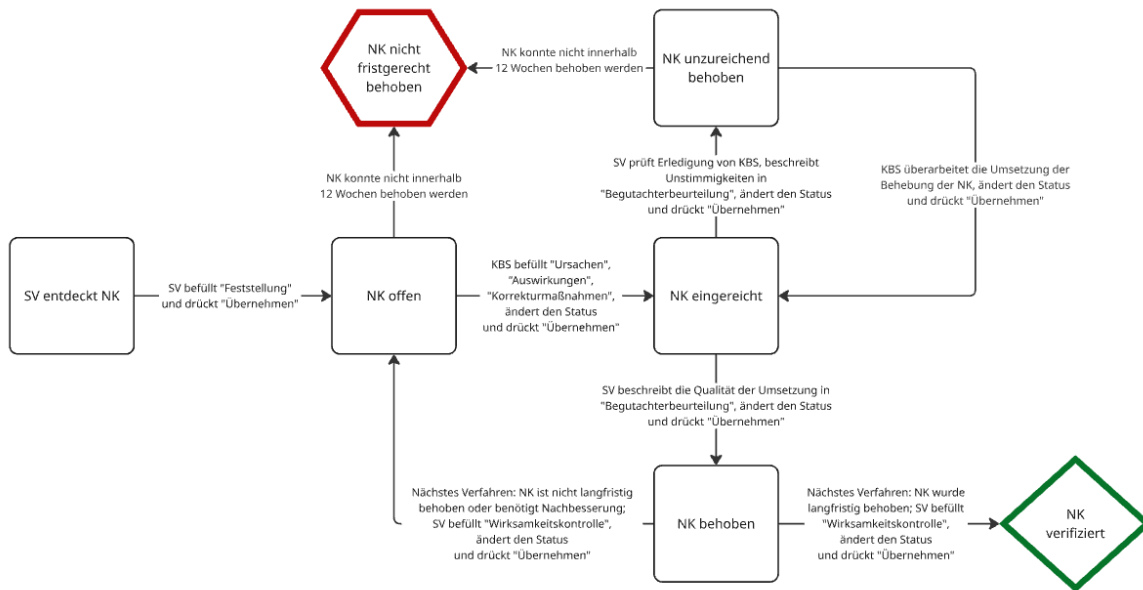 NK nicht
fristgerecht
behoben
NK konnte nicht innerhalb
12 Wochen behoben werden
NK unzureichend
behoben
NK konnte nicht innerhalb
12 Wochen behoben werden
SV prüft Erledigung von KBS, beschreibt
Unstimmigkeiten in
"Begutachterbeurteilung", ändert den Status
und drückt "Übernehmen"
KBS überarbeitet die Umsetzung der
Behebung der NK, ändert den Status
und drückt "Übernehmen"
SV entdeckt NK
SV befüllt "Feststellung"
und drückt "Übernehmen"
NK offen
KBS befüllt "Ursachen",
"Auswirkungen",
"Korrekturmaßnahmen",
ändert den Status
und drückt "Übernehmen"
NK eingereicht
SV beschreibt die Qualität der Umsetzung in
"Begutachterbeurteilung", ändert den Status
und drückt "Übernehmen"
Nächstes Verfahren: NK ist nicht langfristig
behoben oder benötigt Nachbesserung;
SV befüllt "Wirksamkeitskontrolle",
ändert den Status
und drückt "Übernehmen"
NK behoben
Nächstes Verfahren: NK wurde
langfristig behoben; SV befüllt
"Wirksamkeitskontrolle",
ändert den Status
und drückt "Übernehmen"
NK
verifiziert